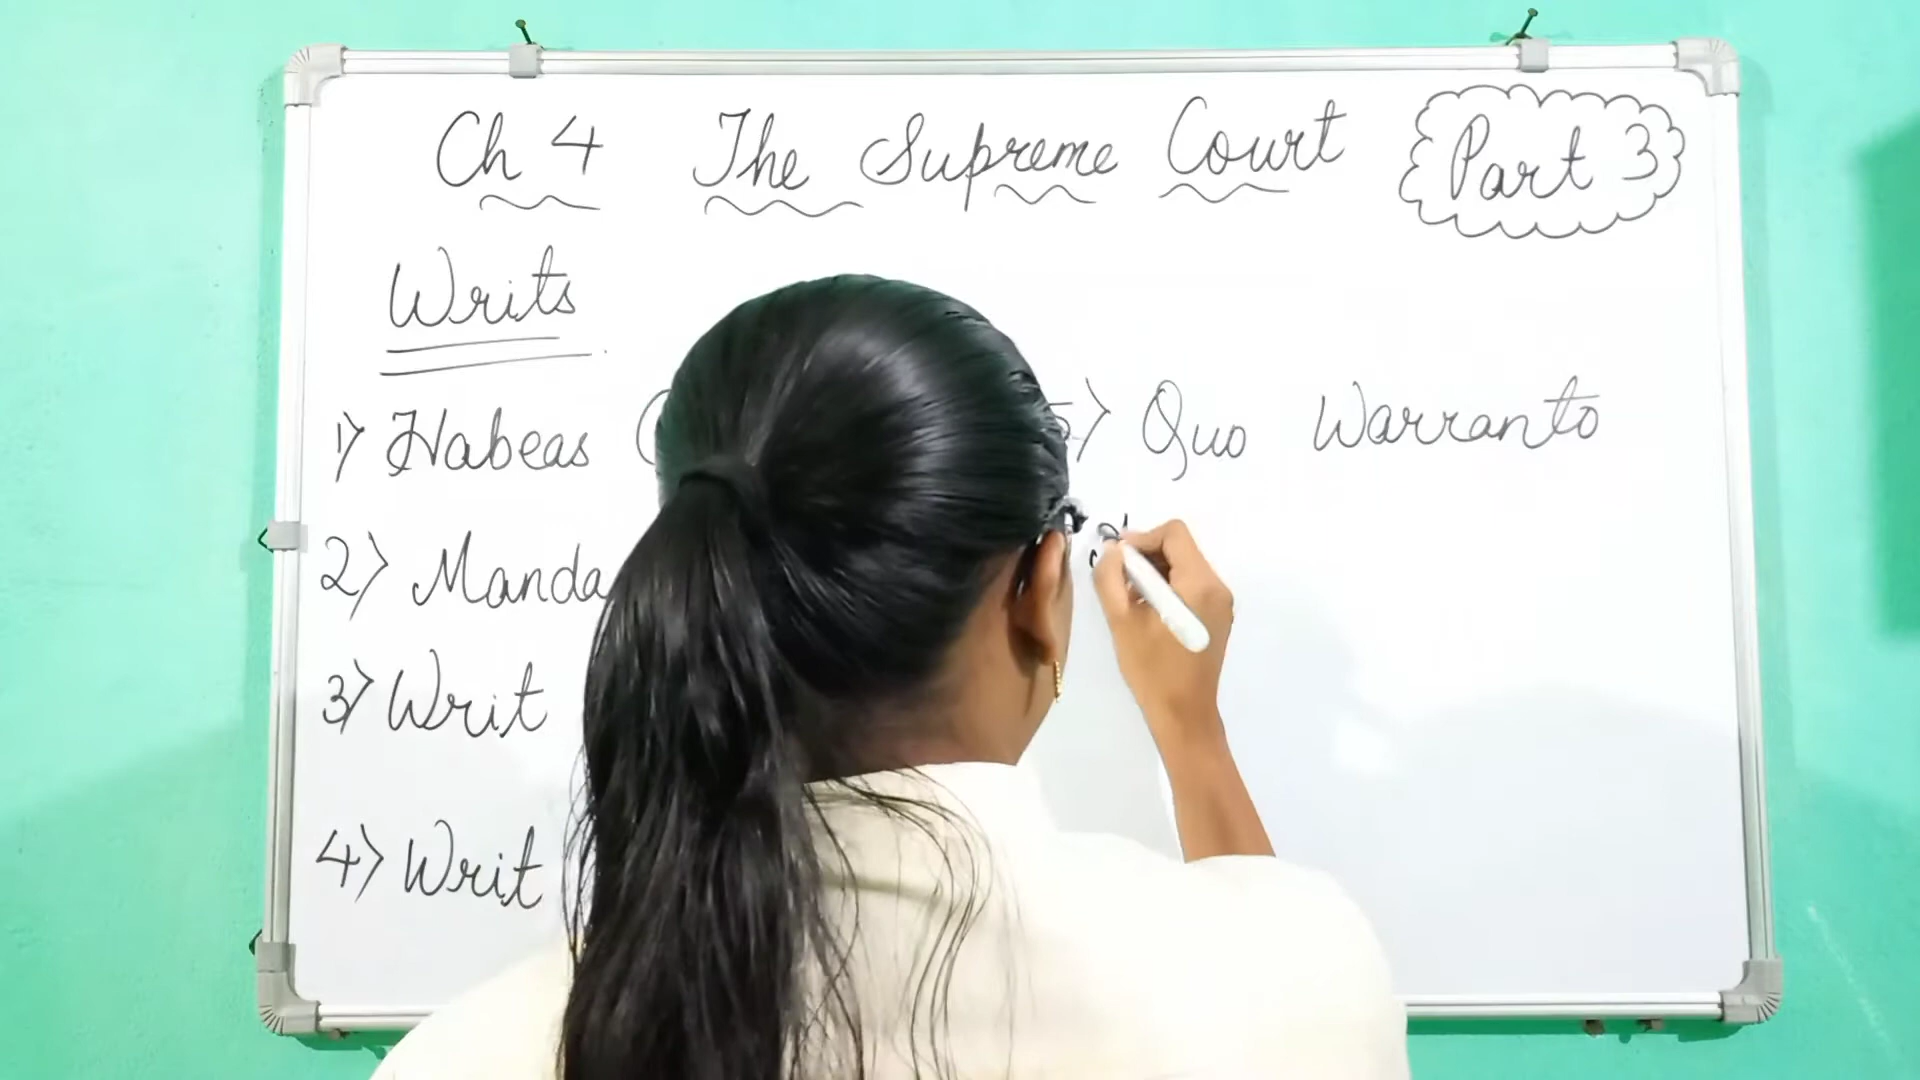 Ch 4 The Supreme Court
Part 3
Writs
1) Habeas
2) Manda
3) Writ
4) Writ
5) Quo Warranto